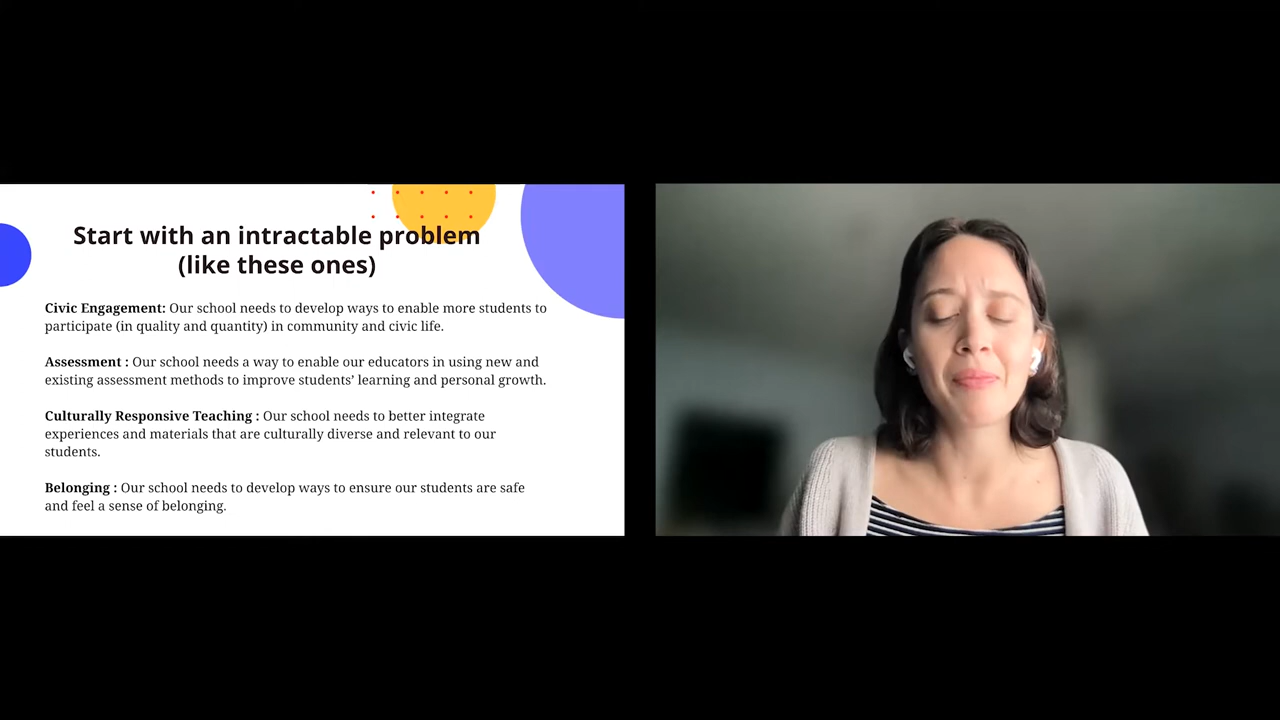 Start with an intractable problem
(like these ones)
Civic Engagement: Our school needs to develop ways to enable more students to
participate (in quality and quantity) in community and civic life.
Assessment : Our school needs a way to enable our educators in using new and
existing assessment methods to improve students’ learning and personal growth.
Culturally Responsive Teaching : Our school needs to better integrate
experiences and materials that are culturally diverse and relevant to our
students.
Belonging : Our school needs to develop ways to ensure our students are safe
and feel a sense of belonging.